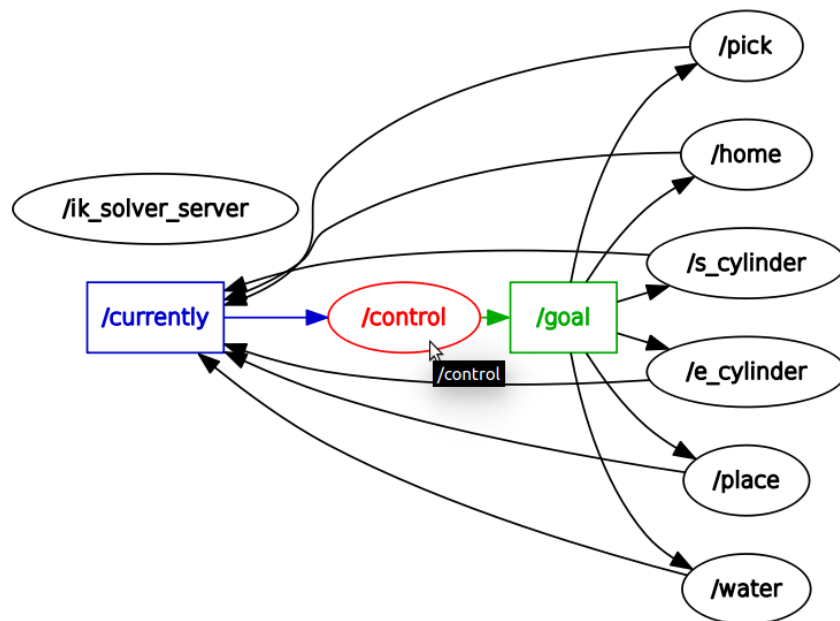 /pick
/home
/ik_solver_server
/s_cylinder
/currently
/control
/goal
/control
/e_cylinder
/place
/water